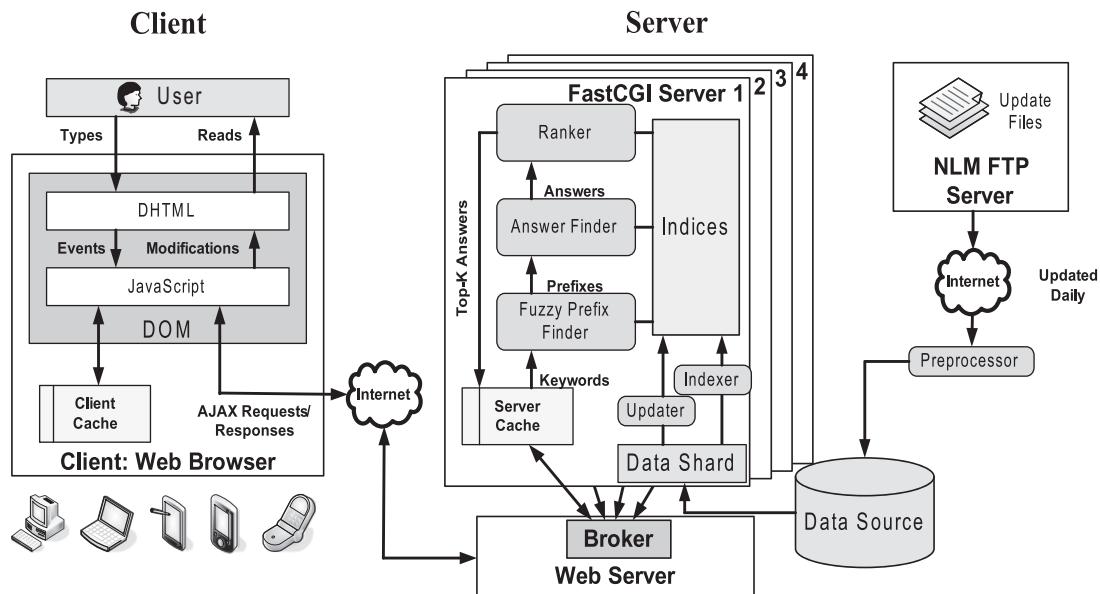 Client
Server
User
Types
Reads
DHTML
Events
Modifications
JavaScript
DOM
Client
Cache
AJAX Requests/
Responses
Client: Web Browser
Internet
FastCGI Server 1
2
3
4
Ranker
Answers
Answer Finder
Prefixes
Fuzzy Prefix
Finder
Keywords
Top-K Answers
Server
Cache
Indices
Indexer
Updater
Data Shard
Broker
Web Server
Update
Files
NLM FTP
Server
Internet
Updated
Daily
Preprocessor
Data Source